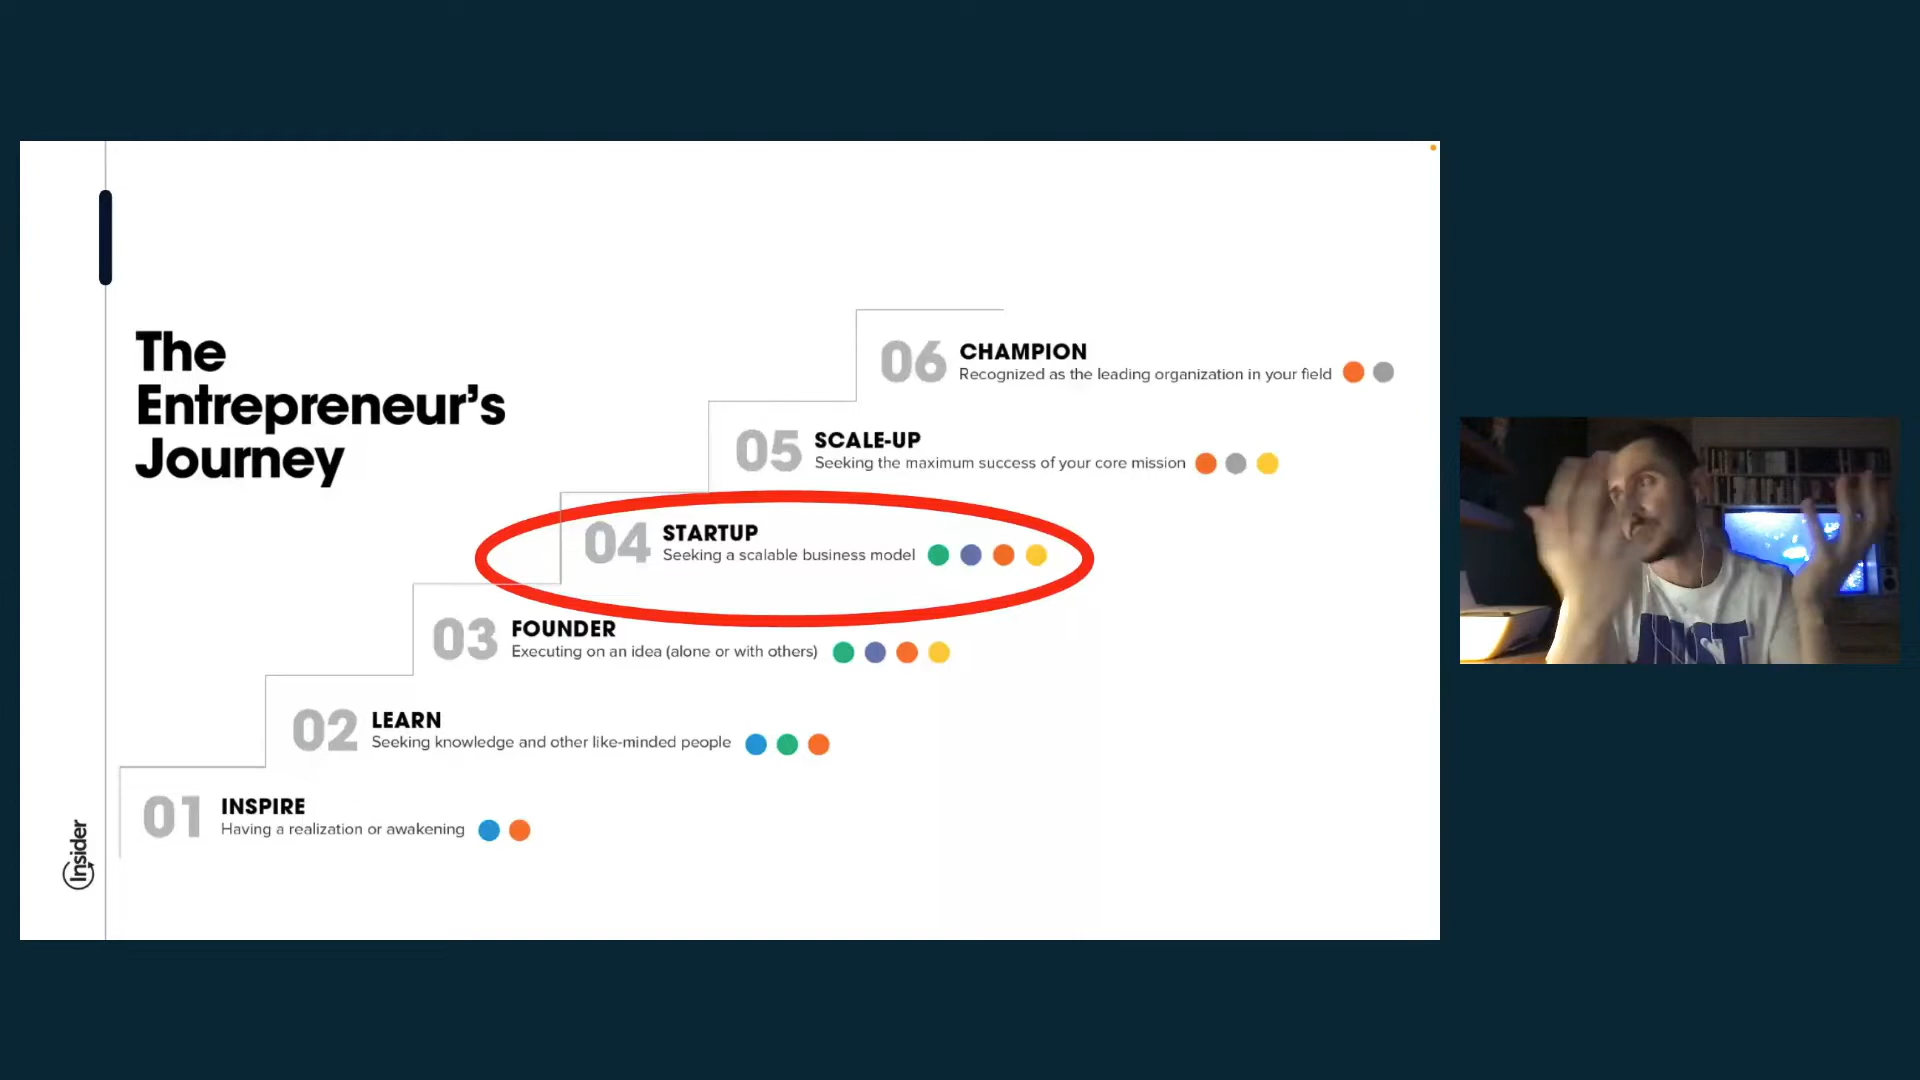 The
Entrepreneur's
Journey
06 CHAMPION
Recognized as the leading organization in your field
05 SCALE-UP
Seeking the maximum success of your core mission
04 STARTUP
Seeking a scalable business model
03 FOUNDER
Executing on an idea (alone or with others)
02 LEARN
Seeking knowledge and other like-minded people
01 INSPIRE
Having a realization or awakening
Insider